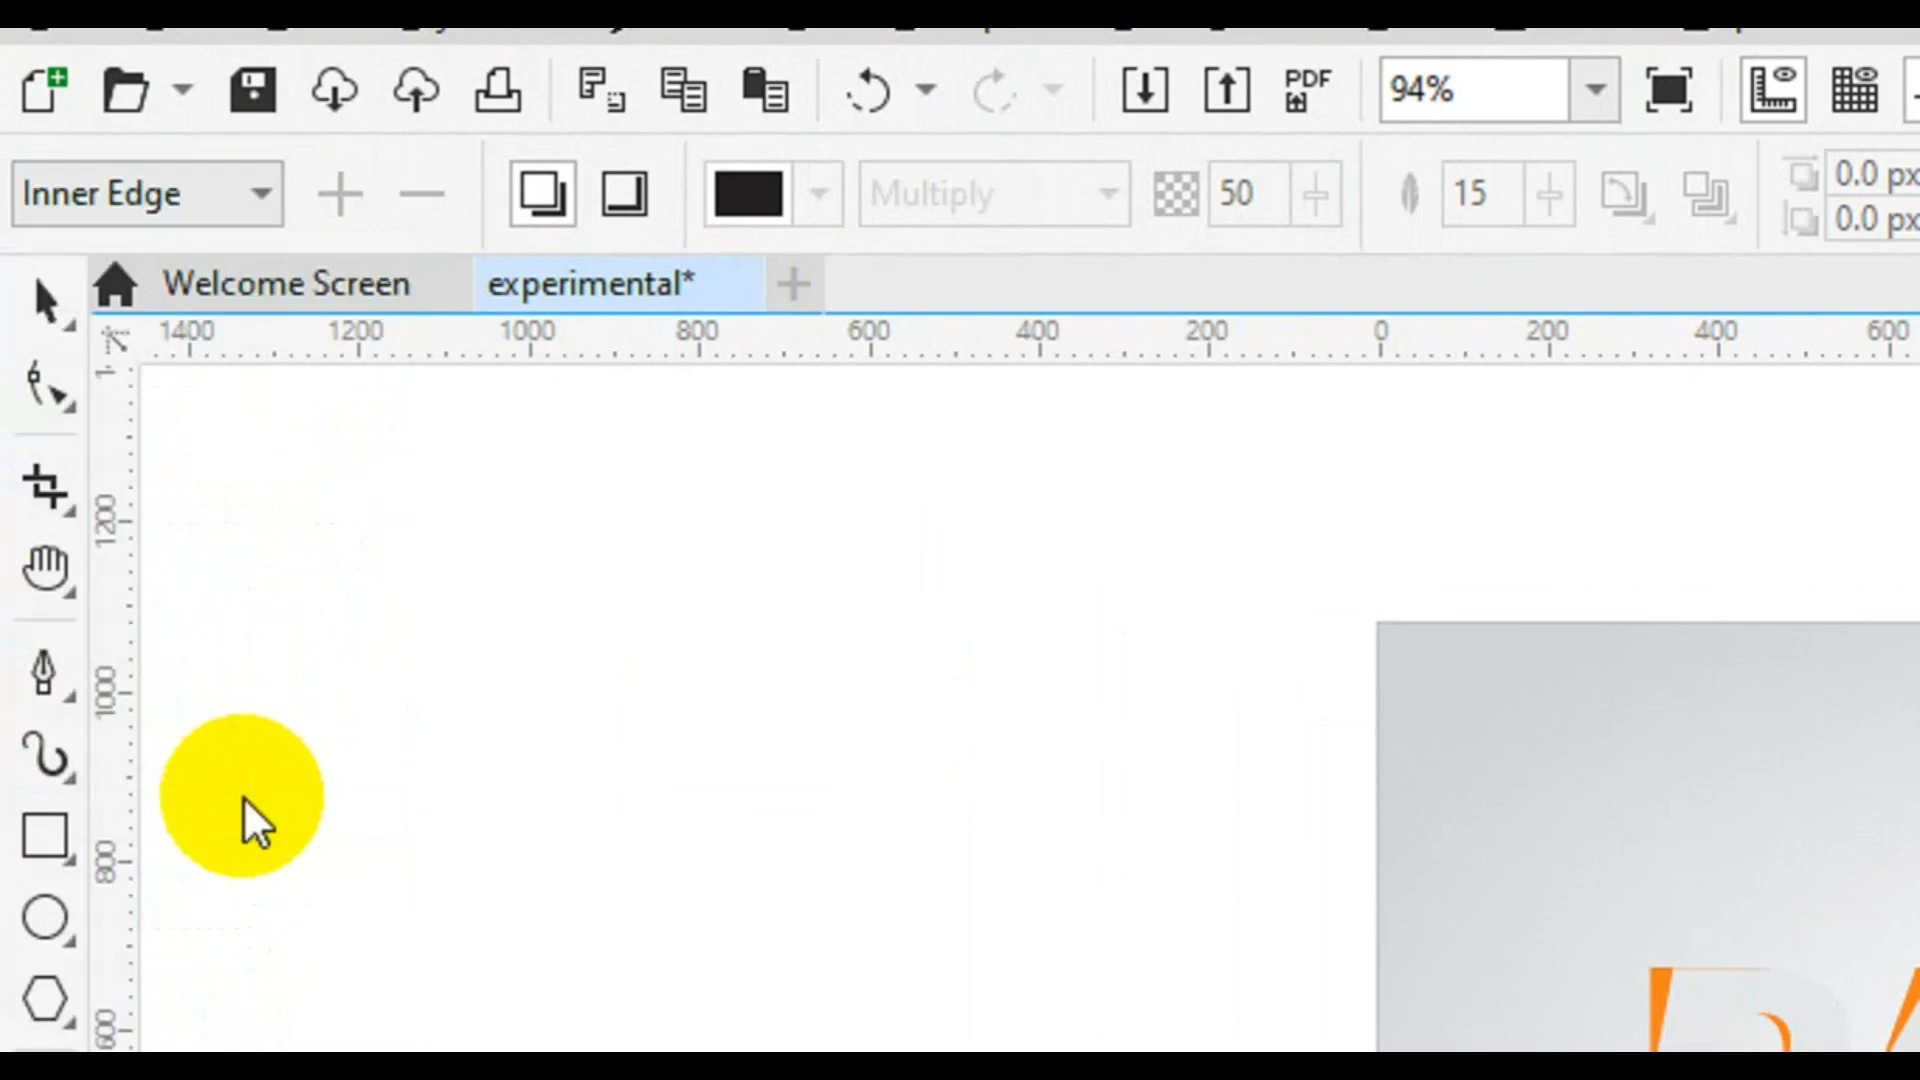 PDF
94%
Inner Edge
Multiply
50
15
0.0 px
0.0 px
Welcome Screen
experimental*
1400 1200 1000 800 600 400 200 0 200 400 600
1200
1000
800
600